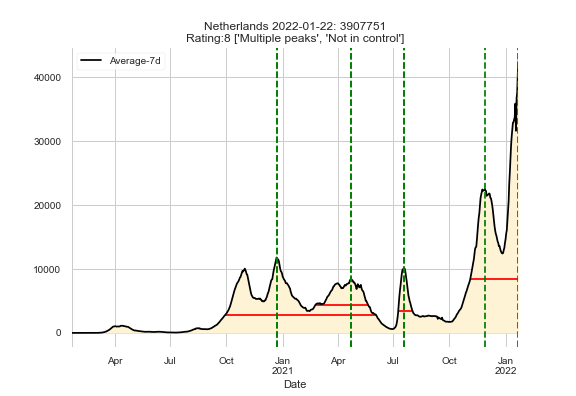 Netherlands 2022-01-22: 3907751
Rating:8 ['Multiple peaks', 'Not in control']
Average-7d
40000
30000
20000
10000
0
Apr
Jul
Oct
Jan
2021
Apr
Jul
Oct
Jan
2022
Date